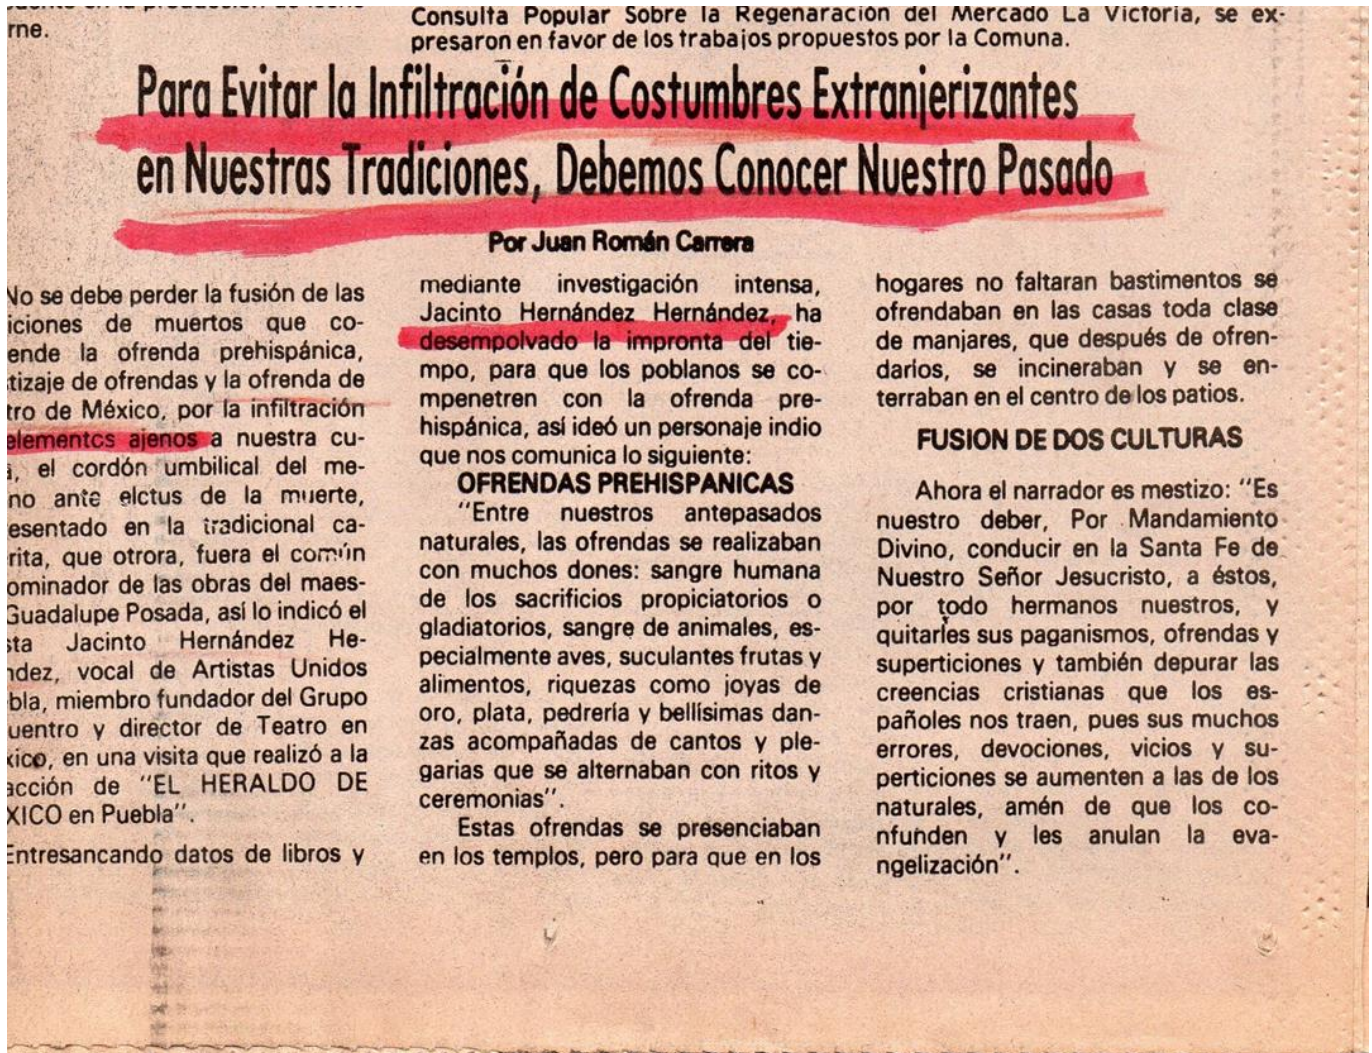 rne.
Consulta Popular Sobre la Regenaración del Mercado La Victoria, se ex-
presaron en favor de los trabajos propuestos por la Comuna.
Para Evitar la Infiltración de Costumbres Extranjerizantes
en Nuestras Tradiciones, Debemos Conocer Nuestro Pasado
Por Juan Román Carrera
No se debe perder la fusión de las
iciones de muertos que co-
ende la ofrenda prehispánica,
tizaje de ofrendas y la ofrenda de
tro de México, por la infiltración
elementos ajenos a nuestra cu-
a, el cordón umbilical del me-
no ante elctus de la muerte,
esentado en la tradicional ca-
rita, que otrora, fuera el común
ominador de las obras del maes-
Guadalupe Posada, así lo indicó el
sta Jacinto Hernández He-
ndez, vocal de Artistas Unidos
bla, miembro fundador del Grupo
uentro y director de Teatro en
xico, en una visita que realizó a la
acción de "EL HERALDO DE
XICO en Puebla".
Entresancando datos de libros y
mediante investigación intensa,
Jacinto Hernández Hernández, ha
desempolvado la impronta del tie-
mpo, para que los poblanos se co-
mpenetren con la ofrenda pre-
hispánica, así ideó un personaje indio
que nos comunica lo siguiente:
OFRENDAS PREHISPANICAS
"Entre nuestros antepasados
naturales, las ofrendas se realizaban
con muchos dones: sangre humana
de los sacrificios propiciatorios o
gladiatorios, sangre de animales, es-
pecialmente aves, suculantes frutas y
alimentos, riquezas como joyas de
oro, plata, pedrería y bellísimas dan-
zas acompañadas de cantos y ple-
garias que se alternaban con ritos y
ceremonias".
Estas ofrendas se presenciaban
en los templos, pero para que en los
hogares no faltaran bastimentos se
ofrendaban en las casas toda clase
de manjares, que después de ofren-
darlos, se incineraban y se en-
terraban en el centro de los patios.
FUSION DE DOS CULTURAS
Ahora el narrador es mestizo: "Es
nuestro deber, Por Mandamiento
Divino, conducir en la Santa Fe de
Nuestro Señor Jesucristo, a éstos,
por todo hermanos nuestros, y
quitarles sus paganismos, ofrendas y
superticiones y también depurar las
creencias cristianas que los es-
pañoles nos traen, pues sus muchos
errores, devociones, vicios y su-
perticiones se aumenten a las de los
naturales, amén de que los co-
nfunden y les anulan la eva-
ngelización".